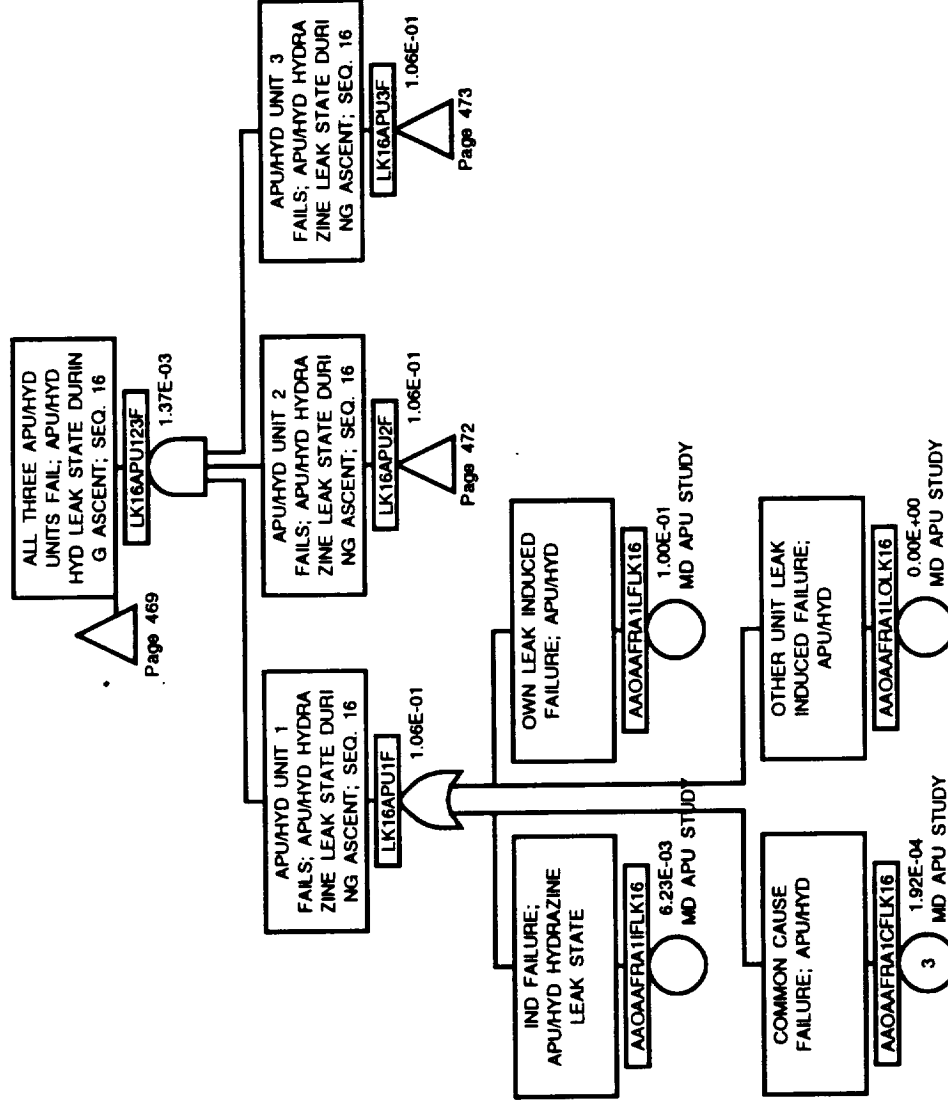 ALL THREE APU/HYD
UNITS FAIL; APU/HYD
HYD LEAK STATE DURIN
G ASCENT; SEQ. 16
LK16APU123F
1.37E-03
Page 469
APU/HYD UNIT 1
FAILS; APU/HYD HYDRA
ZINE LEAK STATE DURI
NG ASCENT; SEQ. 16
LK16APU1F
1.06E-01
APU/HYD UNIT 2
FAILS; APU/HYD HYDRA
ZINE LEAK STATE DURI
NG ASCENT; SEQ. 16
LK16APU2F
1.06E-01
Page 472
APU/HYD UNIT 3
FAILS; APU/HYD HYDRA
ZINE LEAK STATE DURI
NG ASCENT; SEQ. 16
LK16APU3F
1.06E-01
Page 473
IND FAILURE;
APU/HYD HYDRAZINE
LEAK STATE
AAOAAFRA1IFLK16
6.23E-03
MD APU STUDY
OWN LEAK INDUCED
FAILURE; APU/HYD
AAOAAFRA1LFLK16
1.00E-01
MD APU STUDY
COMMON CAUSE
FAILURE; APU/HYD
AAOAAFRA1CFLK16
3
1.92E-04
MD APU STUDY
OTHER UNIT LEAK
INDUCED FAILURE;
APU/HYD
AAOAAFRA1LOLK16
0.00E+00
MD APU STUDY